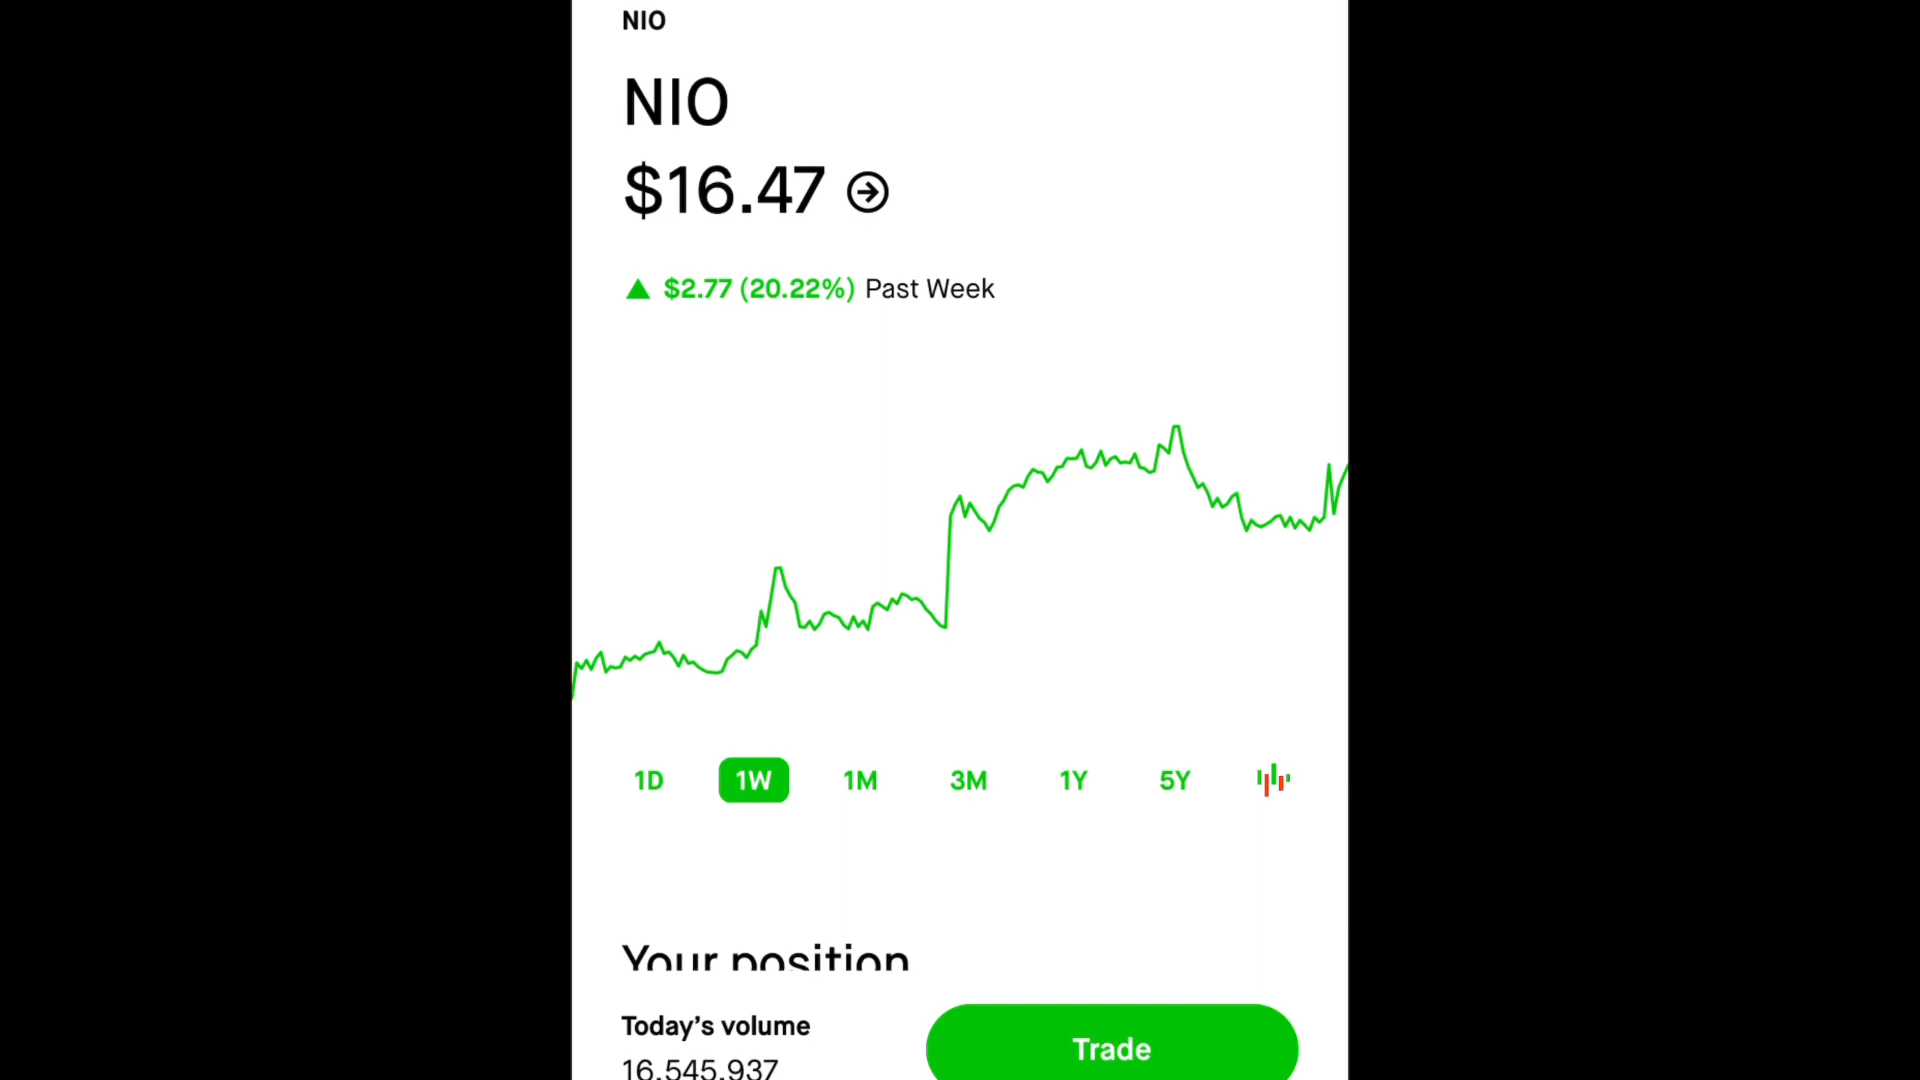 NIO
NIO
$16.47
$2.77 (20.22%) Past Week
1D 1W 1M 3M 1Y 5Y
Your position
Today's volume
16,545,937
Trade